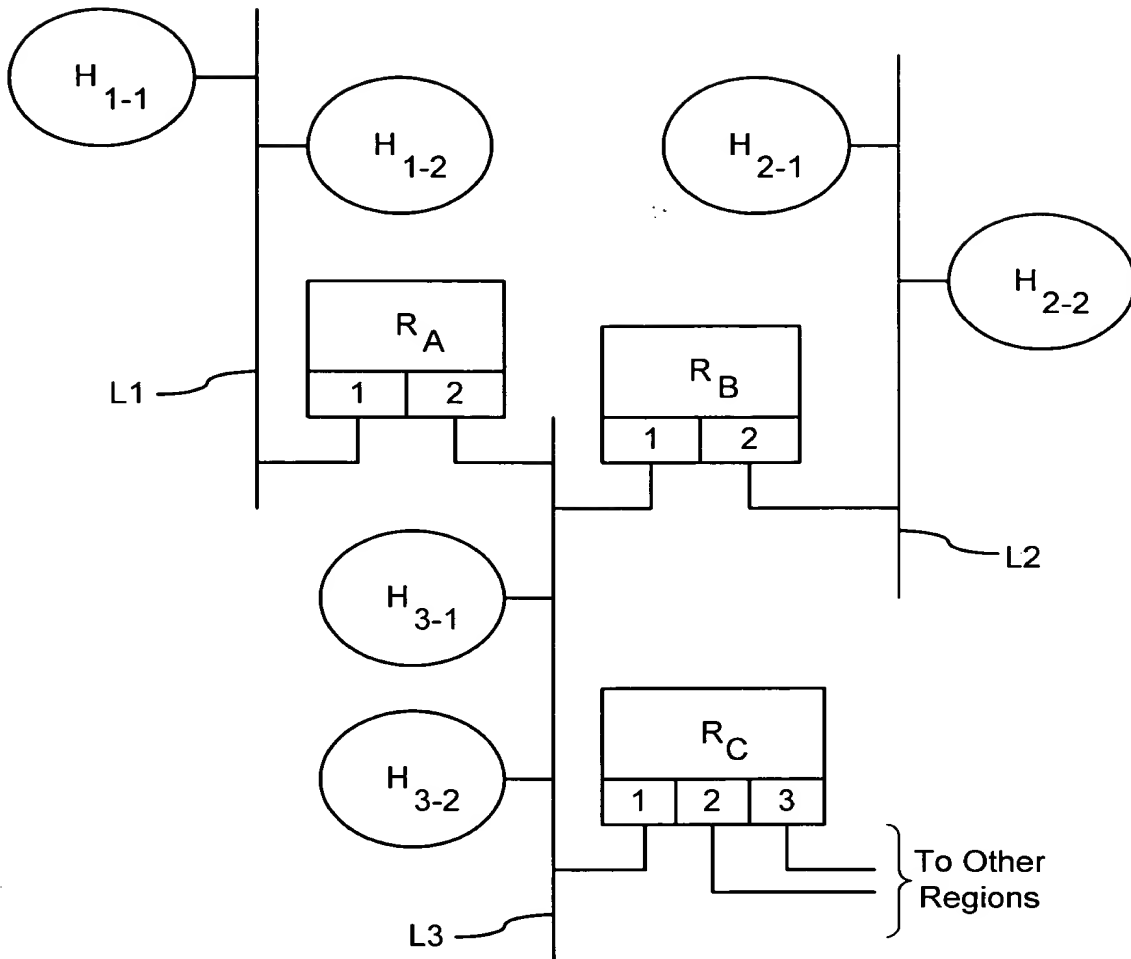 H1-1
H1-2
H2-1
H2-2
RA
1 2
RB
1 2
L1
L2
H3-1
H3-2
RC
1 2 3
To Other
Regions
L3